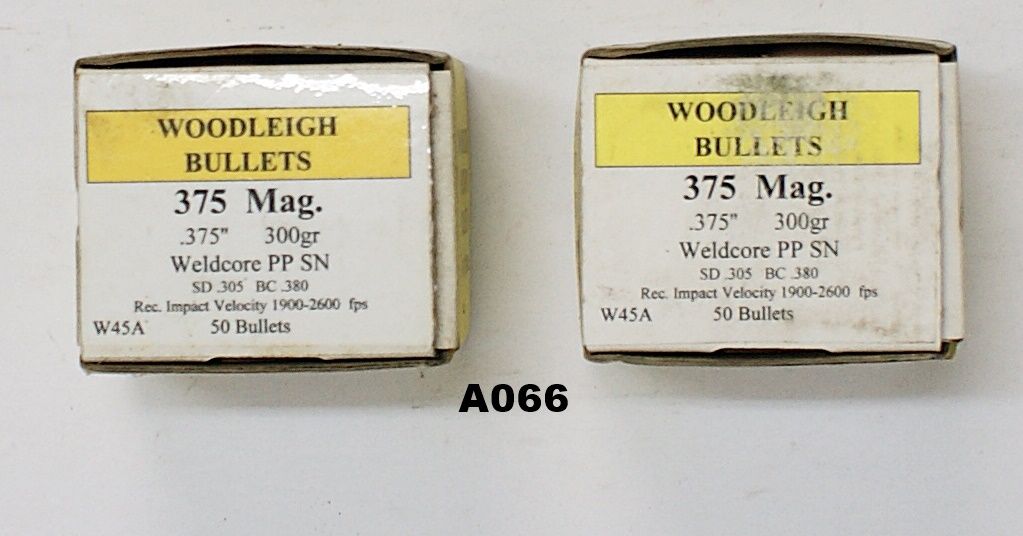 WOODLEIGH
BULLETS
375 Mag.
.375" 300gr
Weldcore PP SN
SD .305 BC .380
Rec. Impact Velocity 1900-2600 fps
W45A 50 Bullets
WOODLEIGH
BULLETS
375 Mag.
.375" 300gr
Weldcore PP SN
SD .305 BC .380
Rec. Impact Velocity 1900-2600 fps
W45A 50 Bullets
A066